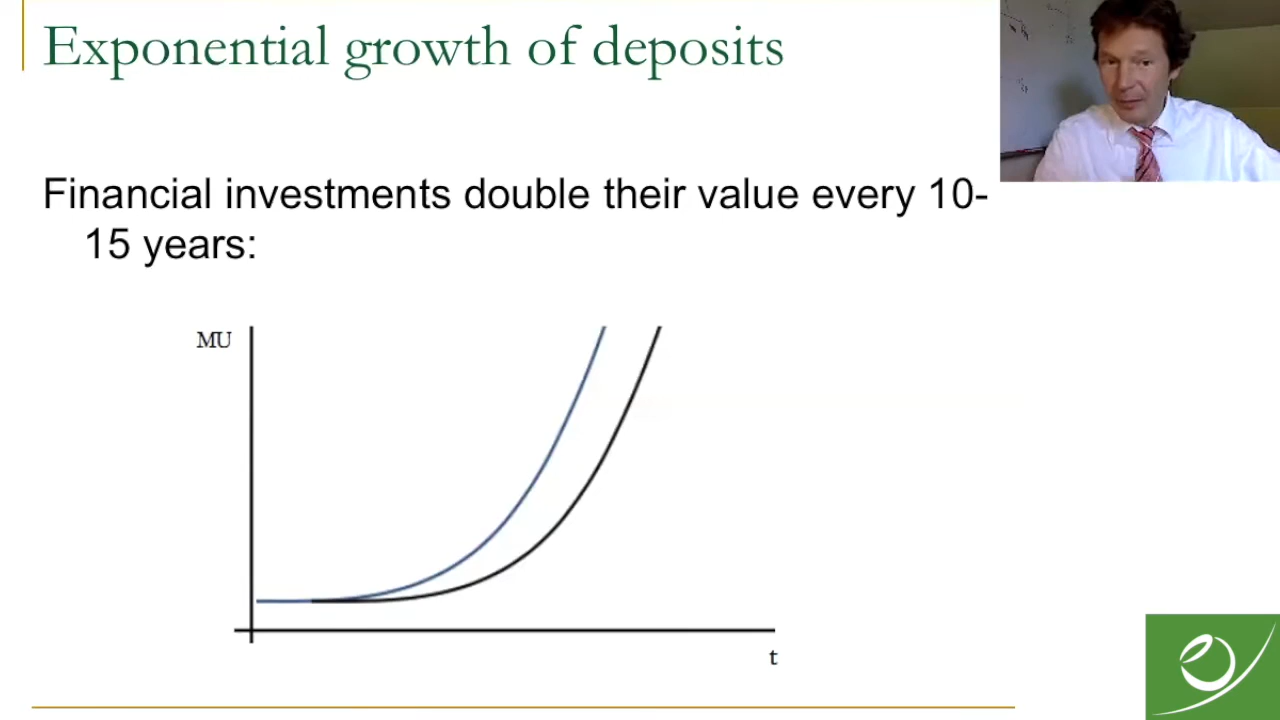 Exponential growth of deposits
Financial investments double their value every 10-
15 years:
MU
t